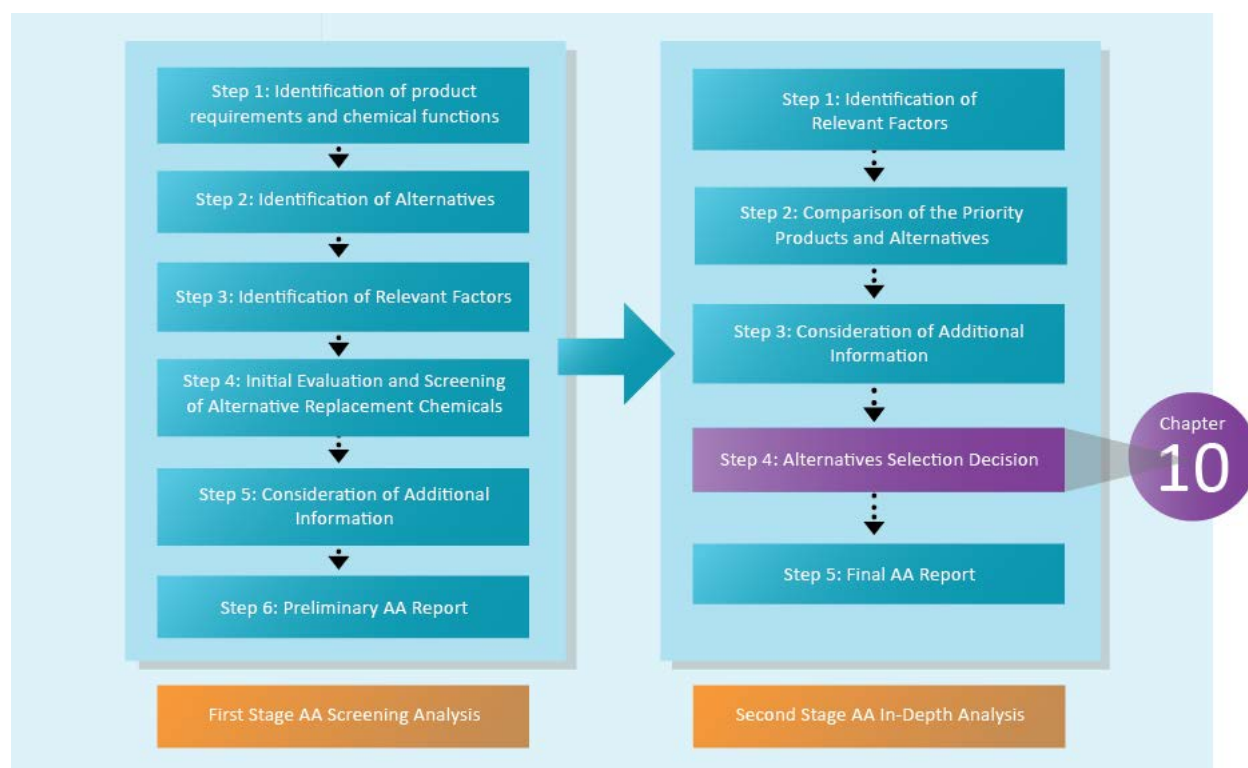 Step 1: Identification of product
requirements and chemical functions
Step 2: Identification of Alternatives
Step 3: Identification of Relevant Factors
Step 4: Initial Evaluation and Screening
of Alternative Replacement Chemicals
Step 5: Consideration of Additional
Information
Step 6: Preliminary AA Report
First Stage AA Screening Analysis
Step 1: Identification of
Relevant Factors
Step 2: Comparison of the Priority
Products and Alternatives
Step 3: Consideration of Additional
Information
Step 4: Alternatives Selection Decision
Step 5: Final AA Report
Second Stage AA In-Depth Analysis
Chapter
10